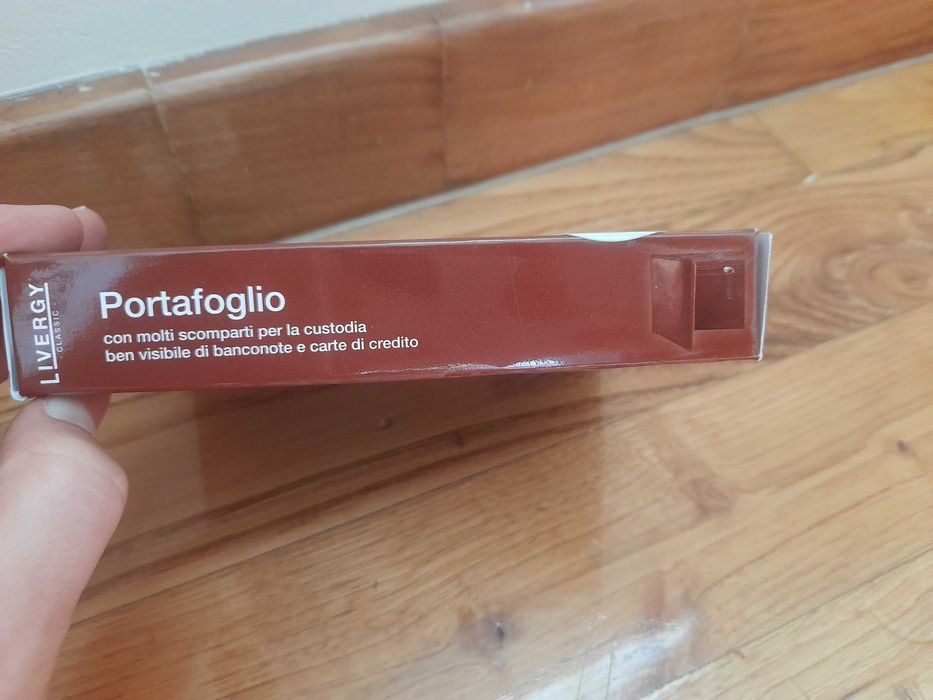 LIVERGY
· CLASSIC ·
Portafoglio
con molti scomparti per la custodia
ben visibile di banconote e carte di credito